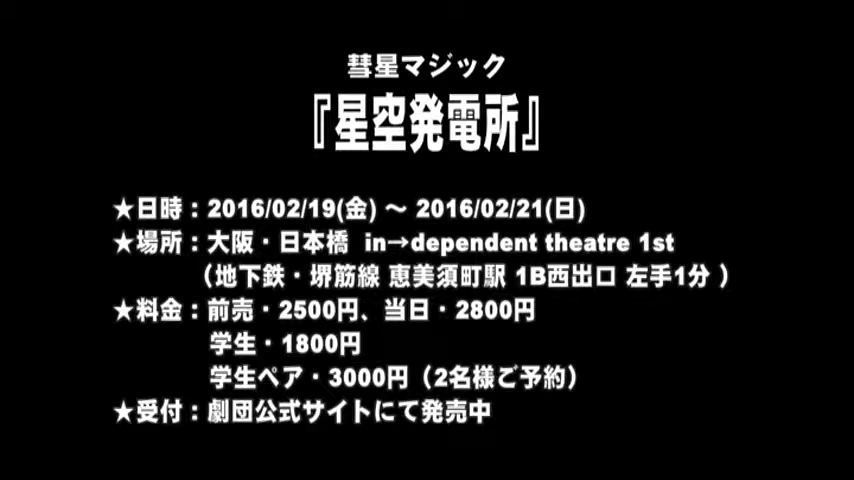 彗星マジック
『星空発電所』
★日時：2016/02/19(金) ～ 2016/02/21(日)
★場所：大阪・日本橋 in→dependent theatre 1st
（地下鉄・堺筋線 恵美須町駅 1B西出口 左手1分 ）
★料金：前売・2500円、当日・2800円
学生・1800円
学生ペア・3000円（2名様ご予約）
★受付：劇団公式サイトにて発売中